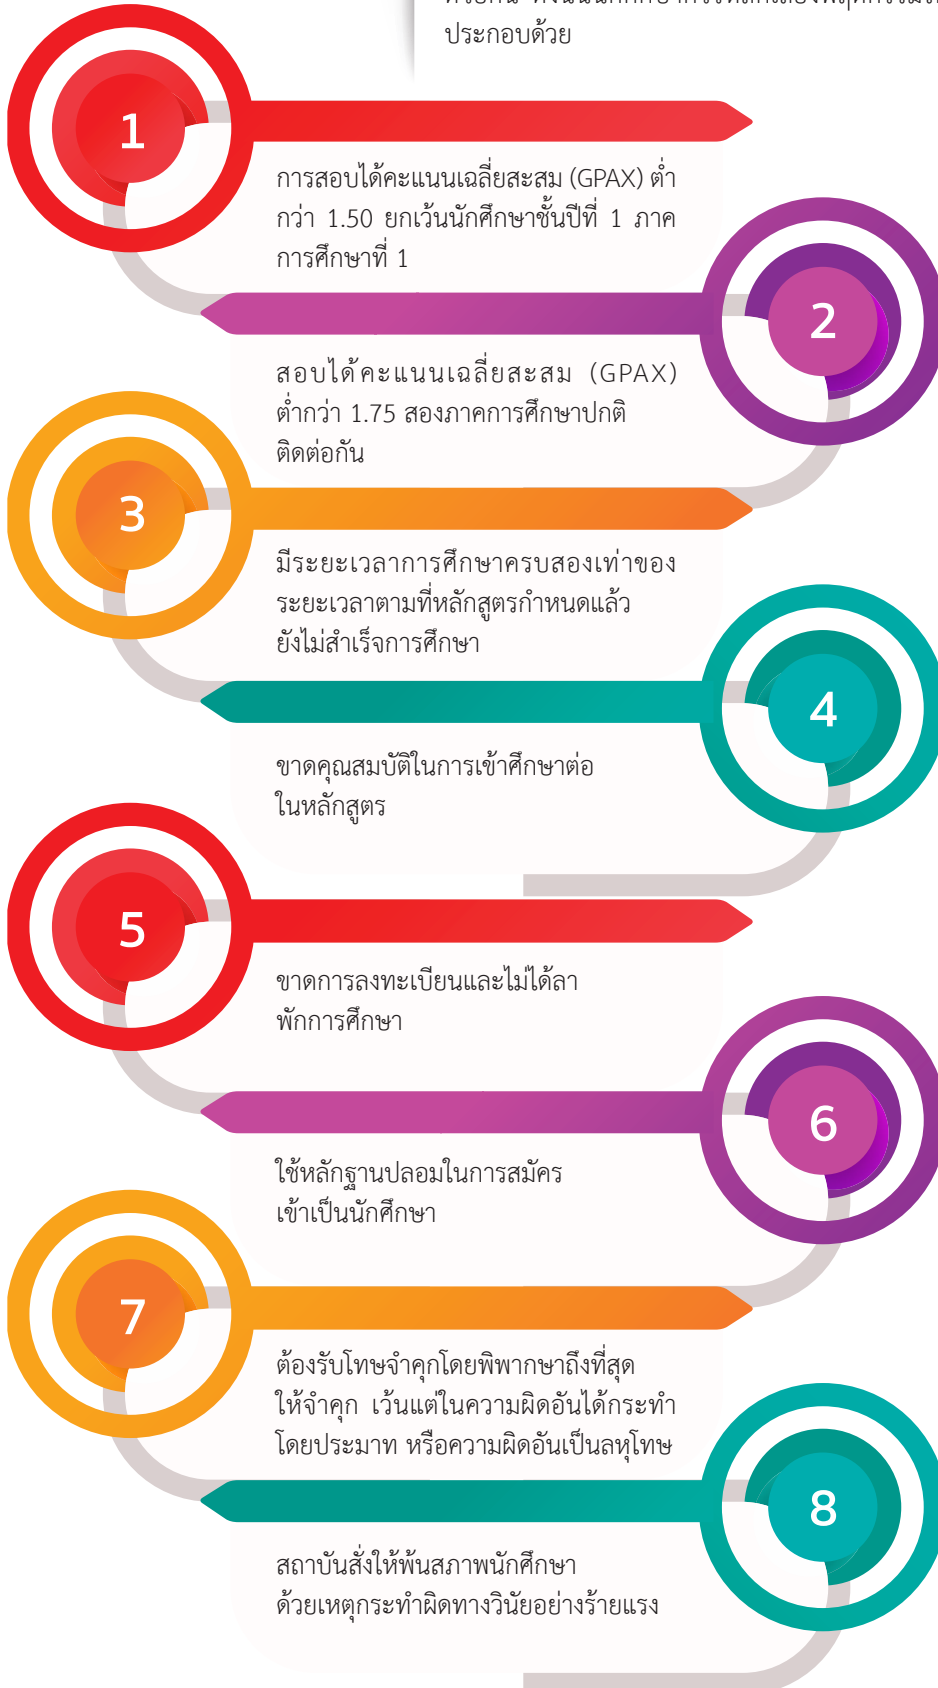 ประกอบด้วย
1
การสอบได้คะแนนเฉลี่ยสะสม (GPAX) ต่ำ
กว่า 1.50 ยกเว้นนักศึกษาชั้นปีที่ 1 ภาค
การศึกษาที่ 1
2
สอบได้คะแนนเฉลี่ยสะสม (GPAX)
ต่ำกว่า 1.75 สองภาคการศึกษาปกติ
ติดต่อกัน
3
มีระยะเวลาการศึกษาครบสองเท่าของ
ระยะเวลาตามที่หลักสูตรกำหนดแล้ว
ยังไม่สำเร็จการศึกษา
4
ขาดคุณสมบัติในการเข้าศึกษาต่อ
ในหลักสูตร
5
ขาดการลงทะเบียนและไม่ได้ลา
พักการศึกษา
6
ใช้หลักฐานปลอมในการสมัคร
เข้าเป็นนักศึกษา
7
ต้องรับโทษจำคุกโดยพิพากษาถึงที่สุด
ให้จำคุก เว้นแต่ในความผิดอันได้กระทำ
โดยประมาท หรือความผิดอันเป็นลหุโทษ
8
สถาบันสั่งให้พ้นสภาพนักศึกษา
ด้วยเหตุกระทำผิดทางวินัยอย่างร้ายแรง